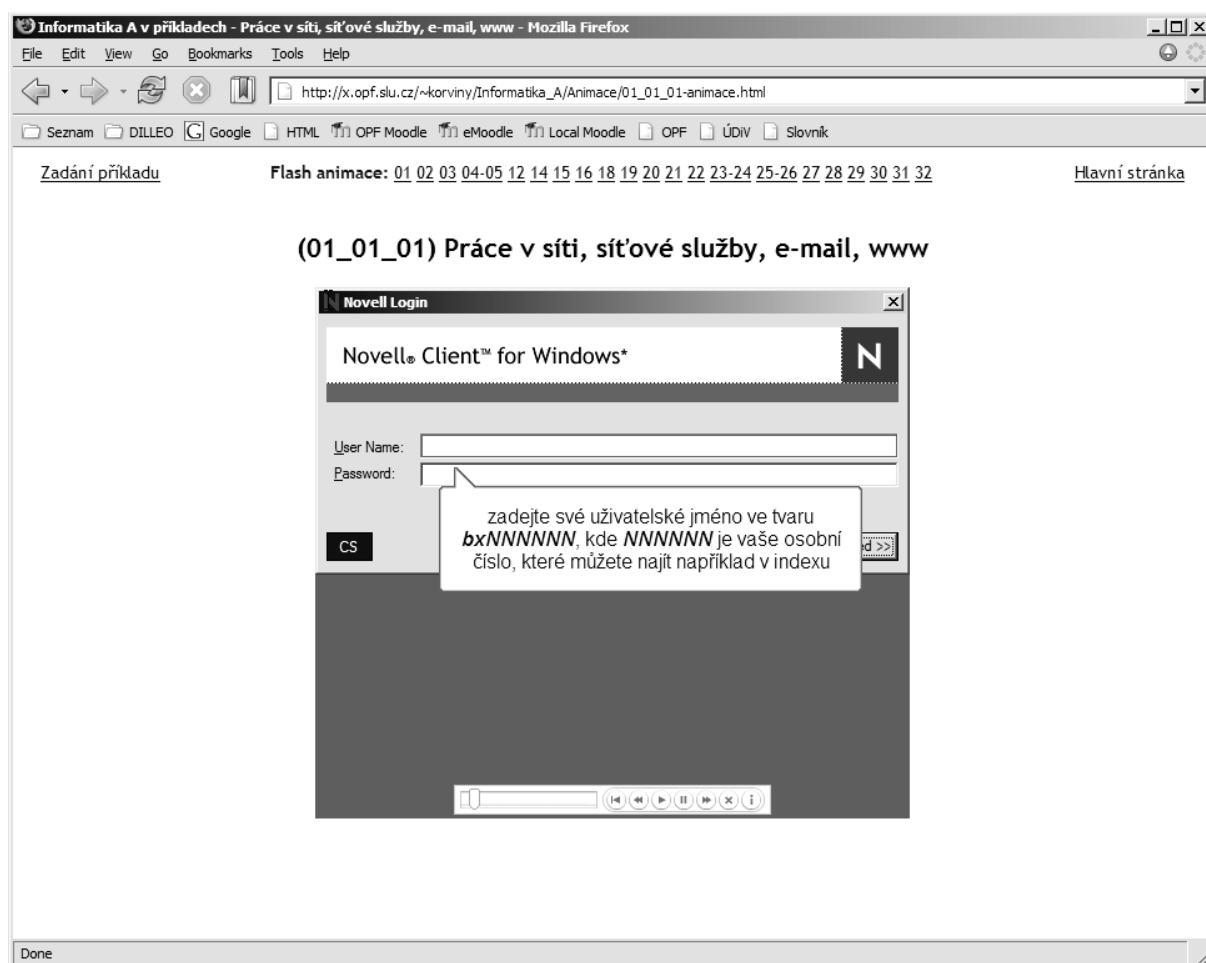 Informatika A v příkladech - Práce v síti, síťové služby, e-mail, www - Mozilla Firefox
File Edit View Go Bookmarks Tools Help
http://x.opf.slu.cz/~korviny/Informatika_A/Animace/01_01_01-animace.html
Seznam DILLEO G Google HTML OPF Moodle eMoodle Local Moodle OPF ÚDiV Slovník
Zadání příkladu Flash animace: 01 02 03 04-05 12 14 15 16 18 19 20 21 22 23-24 25-26 27 28 29 30 31 32 Hlavní stránka
(01_01_01) Práce v síti, síťové služby, e-mail, www
N Novell Login
Novell® Client™ for Windows* N
User Name:
Password:
zadejte své uživatelské jméno ve tvaru
bxNNNNNN, kde NNNNNN je vaše osobní
číslo, které můžete najít například v indexu
CS
>>
Done